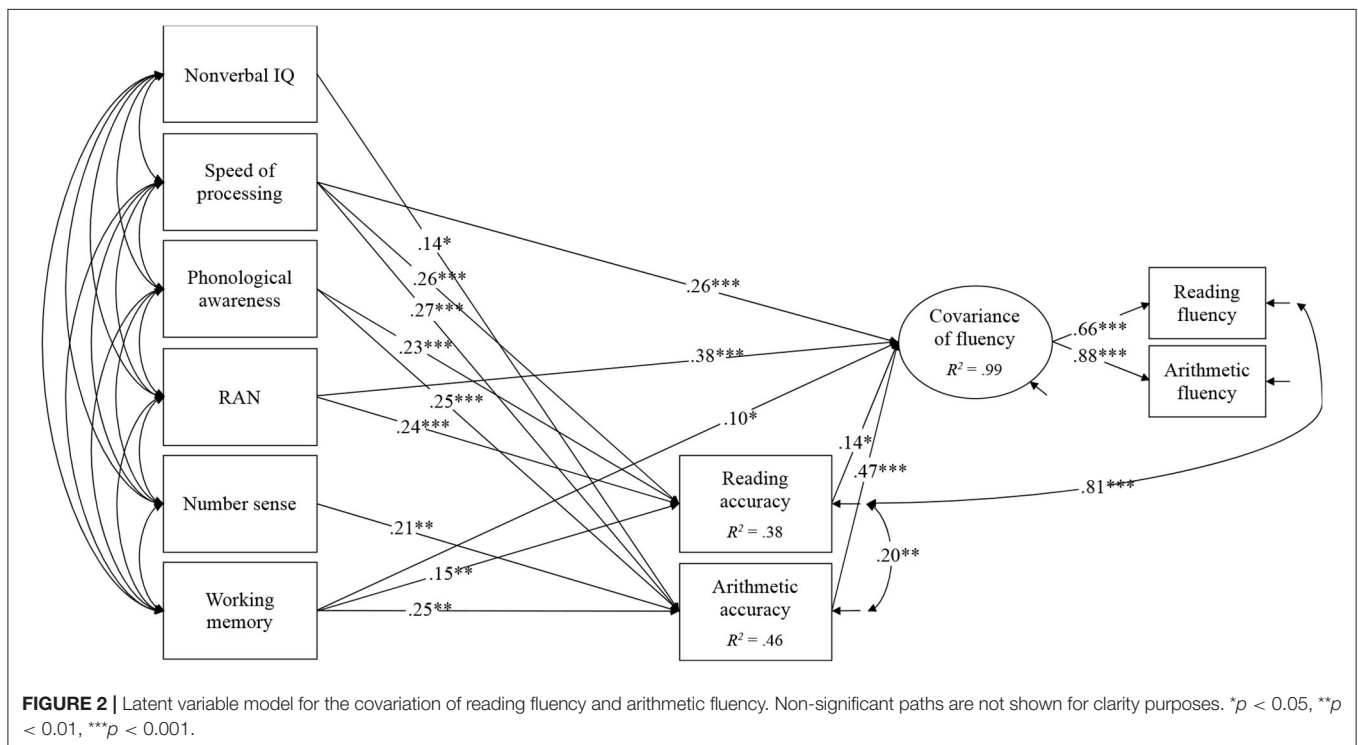 Nonverbal IQ
Speed of
processing
Phonological
awareness
RAN
Number sense
Working
memory
.14*
.26***
.27***
.23***
.25***
.24***
.21**
.15**
.25**
.26***
.38***
.10*
Reading
accuracy
R² = .38
Arithmetic
accuracy
R² = .46
.14*
.47***
.20**
.81***
Covariance
of fluency
R² = .99
.66***
.88***
Reading
fluency
Arithmetic
fluency
FIGURE 2 | Latent variable model for the covariation of reading fluency and arithmetic fluency. Non-significant paths are not shown for clarity purposes. *p < 0.05, **p
< 0.01, ***p < 0.001.